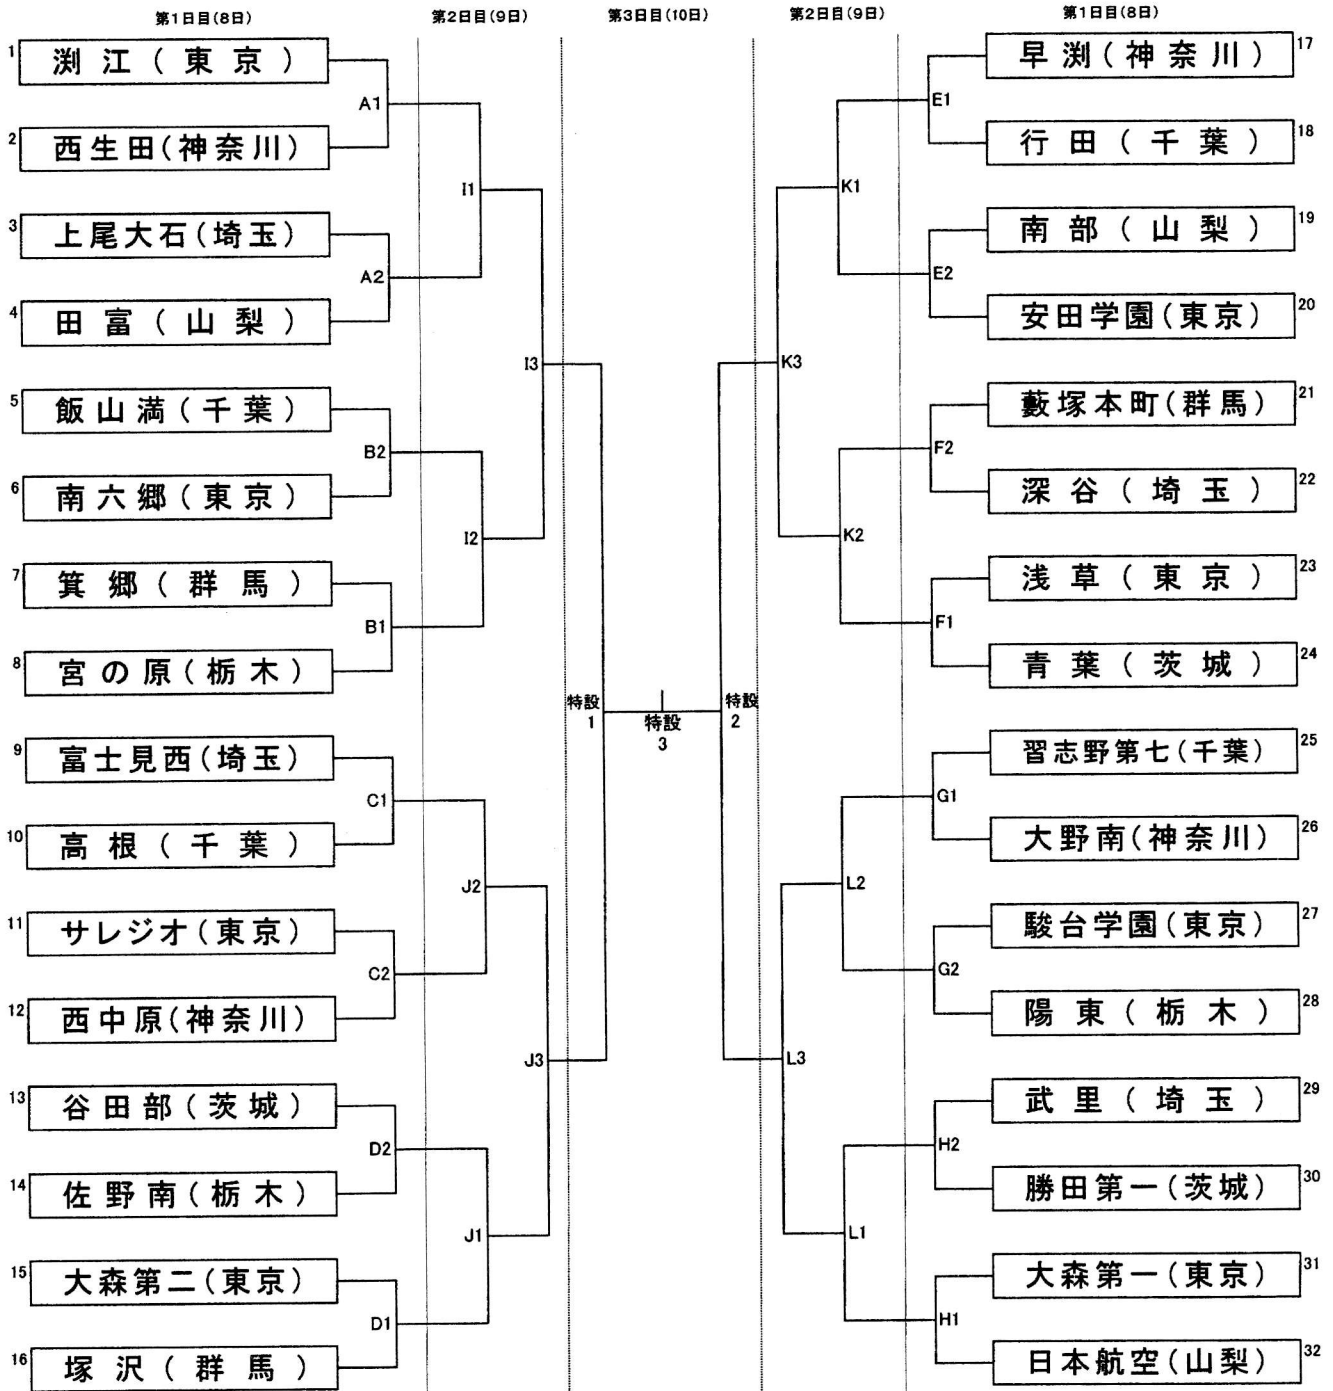 第1日目(8日) 第2日目(9日) 第3日目(10日) 第2日目(9日) 第1日目(8日)
1 渕江(東京)
2 西生田(神奈川)
3 上尾大石(埼玉)
4 田富(山梨)
5 飯山満(千葉)
6 南六郷(東京)
7 箕郷(群馬)
8 宮の原(栃木)
9 富士見西(埼玉)
10 高根(千葉)
11 サレジオ(東京)
12 西中原(神奈川)
13 谷田部(茨城)
14 佐野南(栃木)
15 大森第二(東京)
16 塚沢(群馬)
A1
A2
B2
B1
C1
C2
D2
D1
I1
I2
J2
J1
I3
J3
特設
1
特設
3
特設
2
K3
L3
K1
K2
L2
L1
E1
E2
F2
F1
G1
G2
H2
H1
早渕(神奈川) 17
行田(千葉) 18
南部(山梨) 19
安田学園(東京) 20
藪塚本町(群馬) 21
深谷(埼玉) 22
浅草(東京) 23
青葉(茨城) 24
習志野第七(千葉) 25
大野南(神奈川) 26
駿台学園(東京) 27
陽東(栃木) 28
武里(埼玉) 29
勝田第一(茨城) 30
大森第一(東京) 31
日本航空(山梨) 32